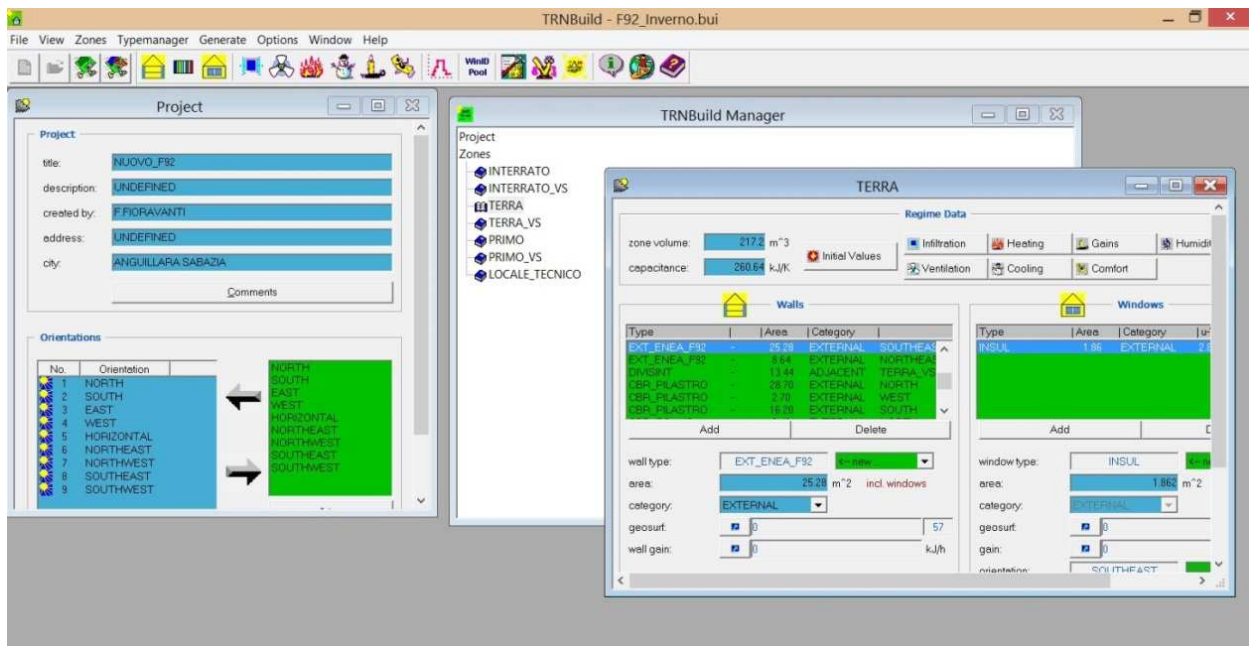 TRNBuild - F92_Inverno.bui
File View Zones Typemanager Generate Options Window Help
WinID Pool
Project
Project
title: NUOVO_F92
description: UNDEFINED
created by: F.FIORAVANTI
address: UNDEFINED
city: ANGUILLARA SABAZIA
Comments
Orientations
No. Orientation
1 NORTH
2 SOUTH
3 EAST
4 WEST
5 HORIZONTAL
6 NORTHEAST
7 NORTHWEST
8 SOUTHEAST
9 SOUTHWEST
NORTH
SOUTH
EAST
WEST
HORIZONTAL
NORTHEAST
NORTHWEST
SOUTHEAST
SOUTHWEST
TRNBuild Manager
Project
Zones
INTERRATO
INTERRATO_VS
TERRA
TERRA_VS
PRIMO
PRIMO_VS
LOCALE_TECNICO
TERRA
Regime Data
zone volume: 217.2 m^3
capacitance: 260.64 kJ/K
Initial Values
Infiltration Heating Gains Humidit
Ventilation Cooling Comfort
Walls
Type | |Area |Category |
EXT_ENEA_F92 - 25.28 EXTERNAL SOUTHEAS
EXT_ENEA_F92 - 8.64 EXTERNAL NORTHEAS
DIVISINT - 13.44 ADJACENT TERRA_VS
CBR_PILASTRO - 28.70 EXTERNAL NORTH
CBR_PILASTRO - 2.70 EXTERNAL WEST
CBR_PILASTRO - 16.20 EXTERNAL SOUTH
Add Delete
wall type: EXT_ENEA_F92 <-- new
area: 25.28 m^2 incl. windows
category: EXTERNAL
geosurf: 0 57
wall gain: 0 kJ/h
Windows
Type |Area |Category |u-
INSUL 1.86 EXTERNAL 2.8
Add D
window type: INSUL
area: 1.862 m^2
category: EXTERNAL
geosurf: 0
gain: 0
orientation: SOUTHEAST